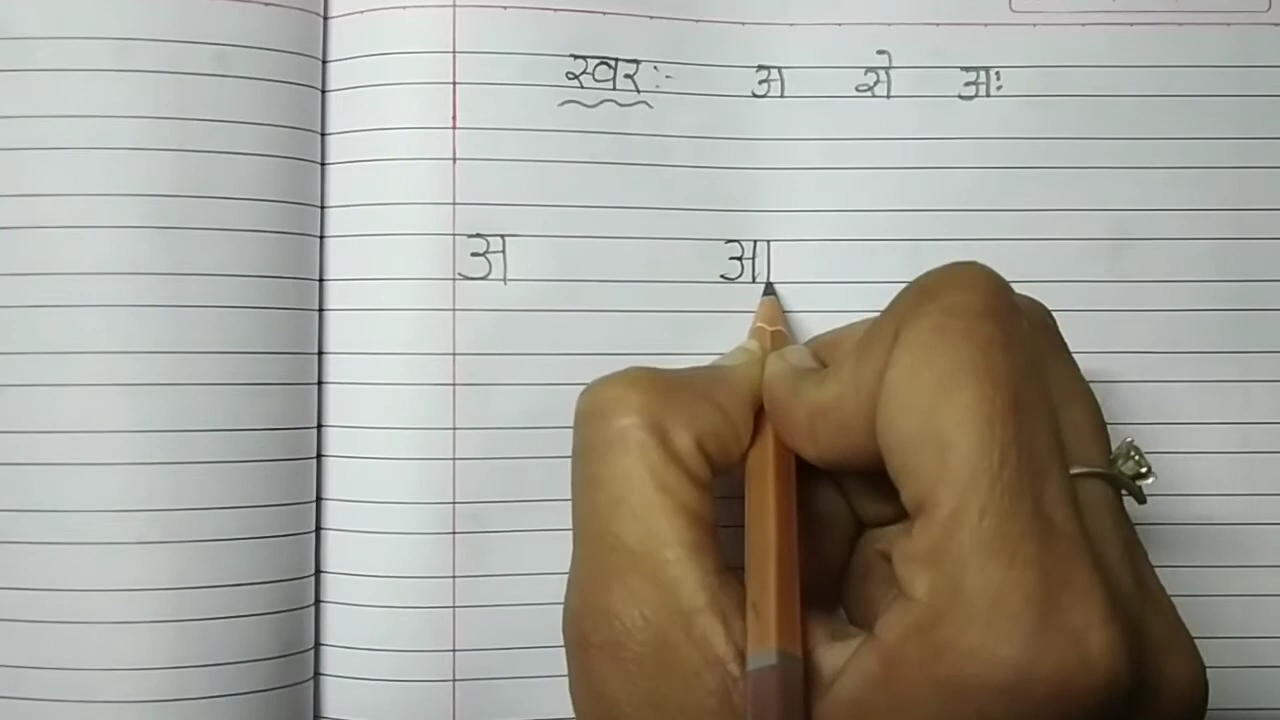 स्वर :- अ से अः
अ आ